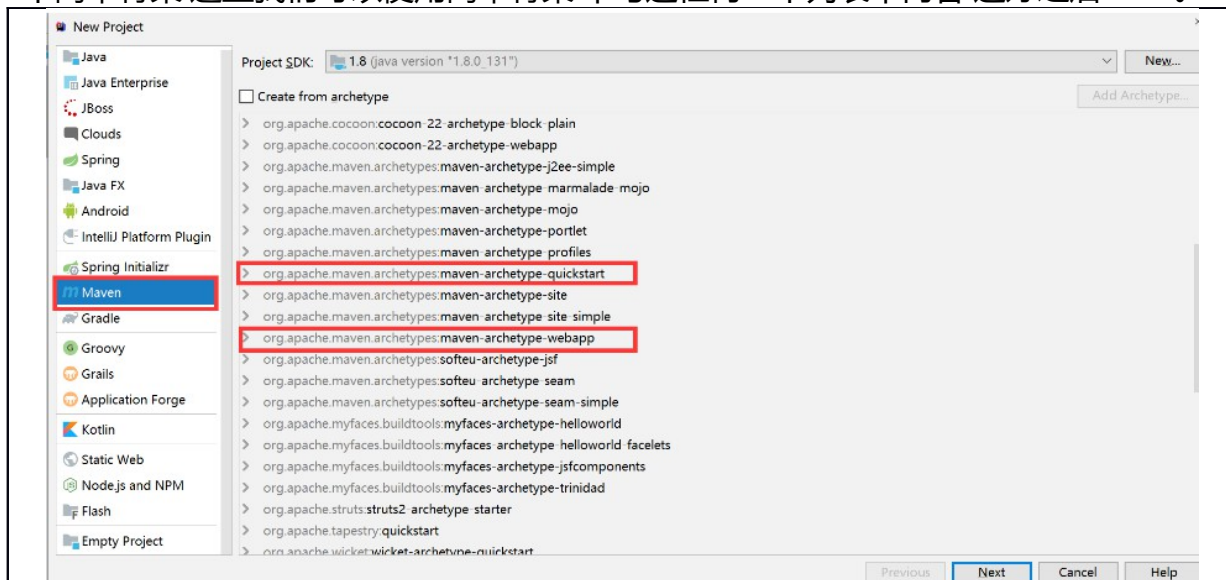 New Project
Java
Java Enterprise
JBoss
Clouds
Spring
Java FX
Android
IntelliJ Platform Plugin
Spring Initializr
Maven
Gradle
Groovy
Grails
Application Forge
Kotlin
Static Web
Node.js and NPM
Flash
Empty Project
Project SDK: 1.8 (java version "1.8.0_131") New...
Create from archetype Add Archetype...
org.apache.cocoon:cocoon-22-archetype-block-plain
org.apache.cocoon:cocoon-22-archetype-webapp
org.apache.maven.archetypes:maven-archetype-j2ee-simple
org.apache.maven.archetypes:maven-archetype-marmalade-mojo
org.apache.maven.archetypes:maven-archetype-mojo
org.apache.maven.archetypes:maven-archetype-portlet
org.apache.maven.archetypes:maven-archetype-profiles
org.apache.maven.archetypes:maven-archetype-quickstart
org.apache.maven.archetypes:maven-archetype-site
org.apache.maven.archetypes:maven-archetype-site-simple
org.apache.maven.archetypes:maven-archetype-webapp
org.apache.maven.archetypes:softeu-archetype-jsf
org.apache.maven.archetypes:softeu-archetype-seam
org.apache.maven.archetypes:softeu-archetype-seam-simple
org.apache.myfaces.buildtools:myfaces-archetype-helloworld
org.apache.myfaces.buildtools:myfaces-archetype-helloworld-facelets
org.apache.myfaces.buildtools:myfaces-archetype-jsfcomponents
org.apache.myfaces.buildtools:myfaces-archetype-trinidad
org.apache.struts:struts2-archetype-starter
org.apache.tapestry:quickstart
org.apache.wicket:wicket-archetype-quickstart
Previous Next Cancel Help